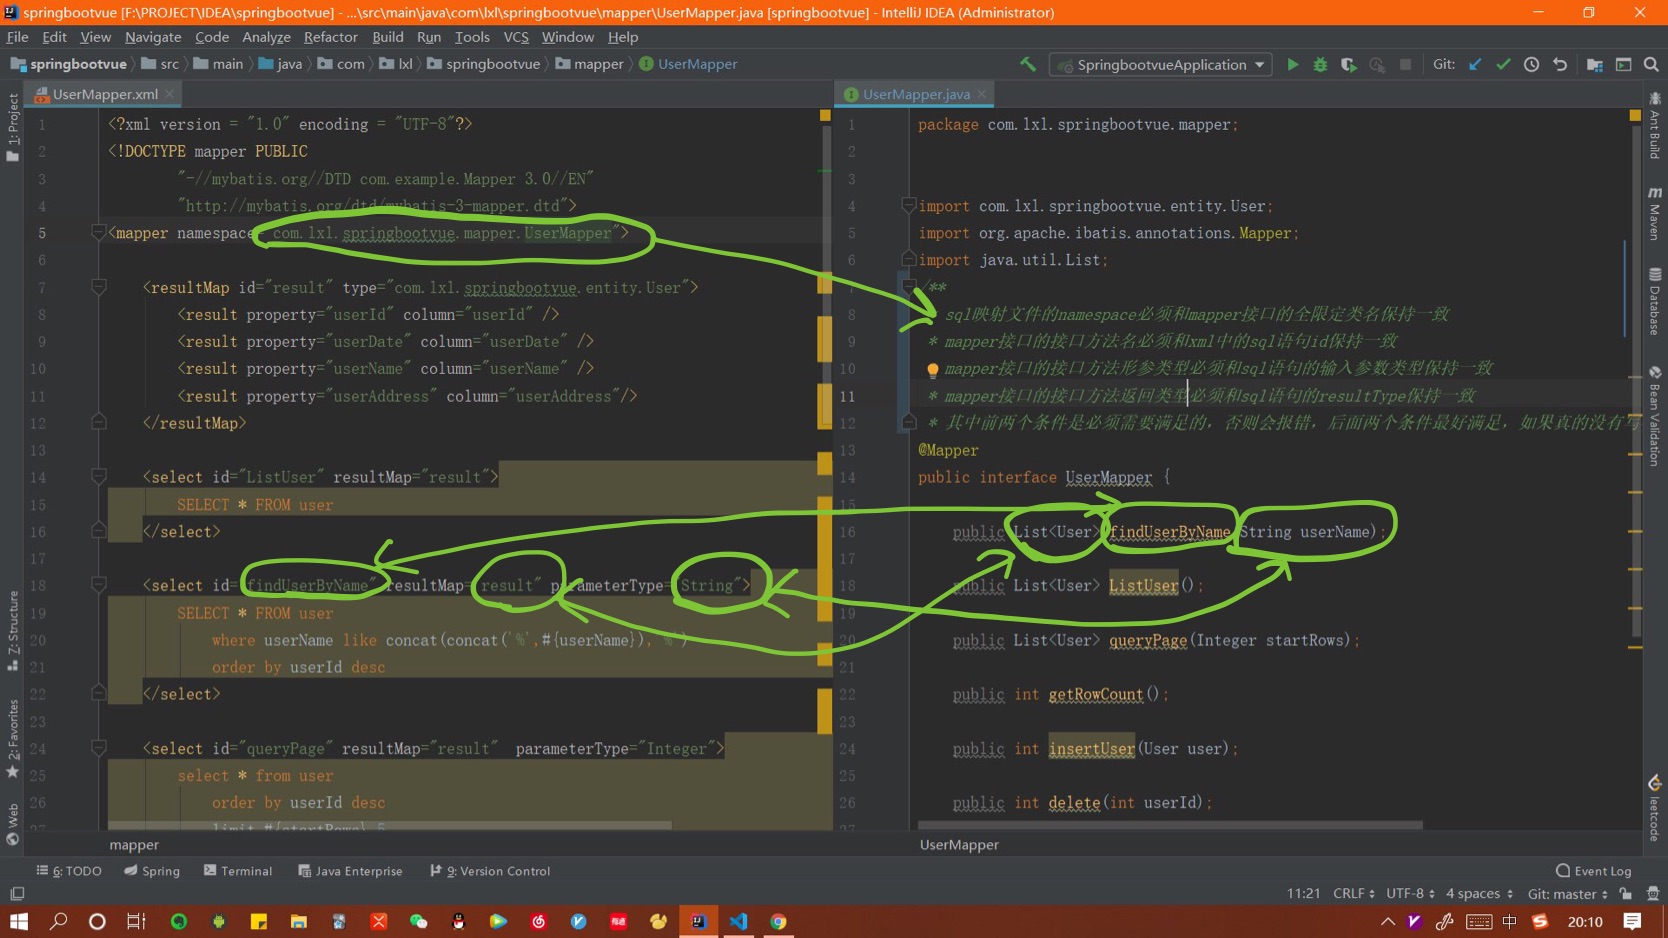 springbootvue [F:\PROJECT\IDEA\springbootvue] - ...\src\main\java\com\lxl\springbootvue\mapper\UserMapper.java [springbootvue] - IntelliJ IDEA (Administrator)
File Edit View Navigate Code Analyze Refactor Build Run Tools VCS Window Help
springbootvue src main java com lxl springbootvue mapper UserMapper
SpringbootvueApplication Git:
UserMapper.xml
1 <?xml version = "1.0" encoding = "UTF-8"?>
2 <!DOCTYPE mapper PUBLIC
3 "-//mybatis.org//DTD com.example.Mapper 3.0//EN"
4 "http://mybatis.org/dtd/mybatis-3-mapper.dtd">
5 <mapper namespace= com.lxl.springbootvue.mapper.UserMapper">
6
7 <resultMap id="result" type="com.lxl.springbootvue.entity.User">
8 <result property="userId" column="userId" />
9 <result property="userDate" column="userDate" />
10 <result property="userName" column="userName" />
11 <result property="userAddress" column="userAddress"/>
12 </resultMap>
13
14 <select id="ListUser" resultMap="result">
15 SELECT * FROM user
16 </select>
17
18 <select id="findUserByName" resultMap="result" parameterType="String">
19 SELECT * FROM user
20 where userName like concat(concat('%',#{userName}),'%')
21 order by userId desc
22 </select>
23
24 <select id="queryPage" resultMap="result" parameterType="Integer">
25 select * from user
26 order by userId desc
27 limit #{startRows},5
mapper
UserMapper.java
1 package com.lxl.springbootvue.mapper;
2
3
4 import com.lxl.springbootvue.entity.User;
5 import org.apache.ibatis.annotations.Mapper;
6 import java.util.List;
7 /**
8 sql映射文件的namespace必须和mapper接口的全限定类名保持一致
9 * mapper接口的接口方法名必须和xml中的sql语句id保持一致
10 mapper接口的接口方法形参类型必须和sql语句的输入参数类型保持一致
11 * mapper接口的接口方法返回类型必须和sql语句的resultType保持一致
12 * 其中前两个条件是必须需要满足的，否则会报错，后面两个条件最好满足，如果真的没有写
13 @Mapper
14 public interface UserMapper {
15
16 public List<User> findUserByName(String userName);
17
18 public List<User> ListUser();
19
20 public List<User> queryPage(Integer startRows);
21
22 public int getRowCount();
23
24 public int insertUser(User user);
25
26 public int delete(int userId);
27
UserMapper
1: Project
Z: Structure
2: Favorites
Web
Ant Build
Maven
Database
Bean Validation
leetcode
6: TODO Spring Terminal Java Enterprise 9: Version Control Event Log
11:21 CRLF UTF-8 4 spaces Git: master
中 20:10